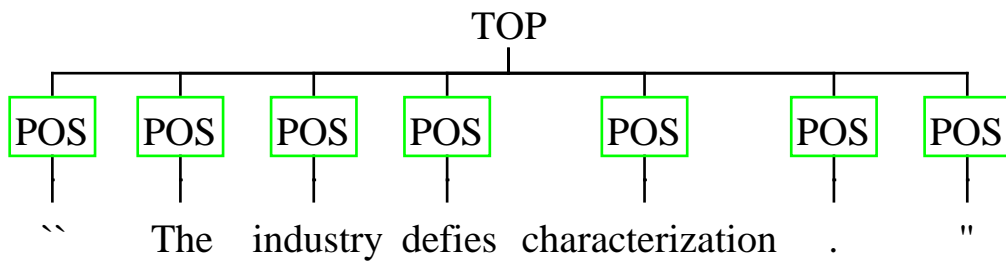 TOP
POS POS POS POS POS POS POS
`` The industry defies characterization . "